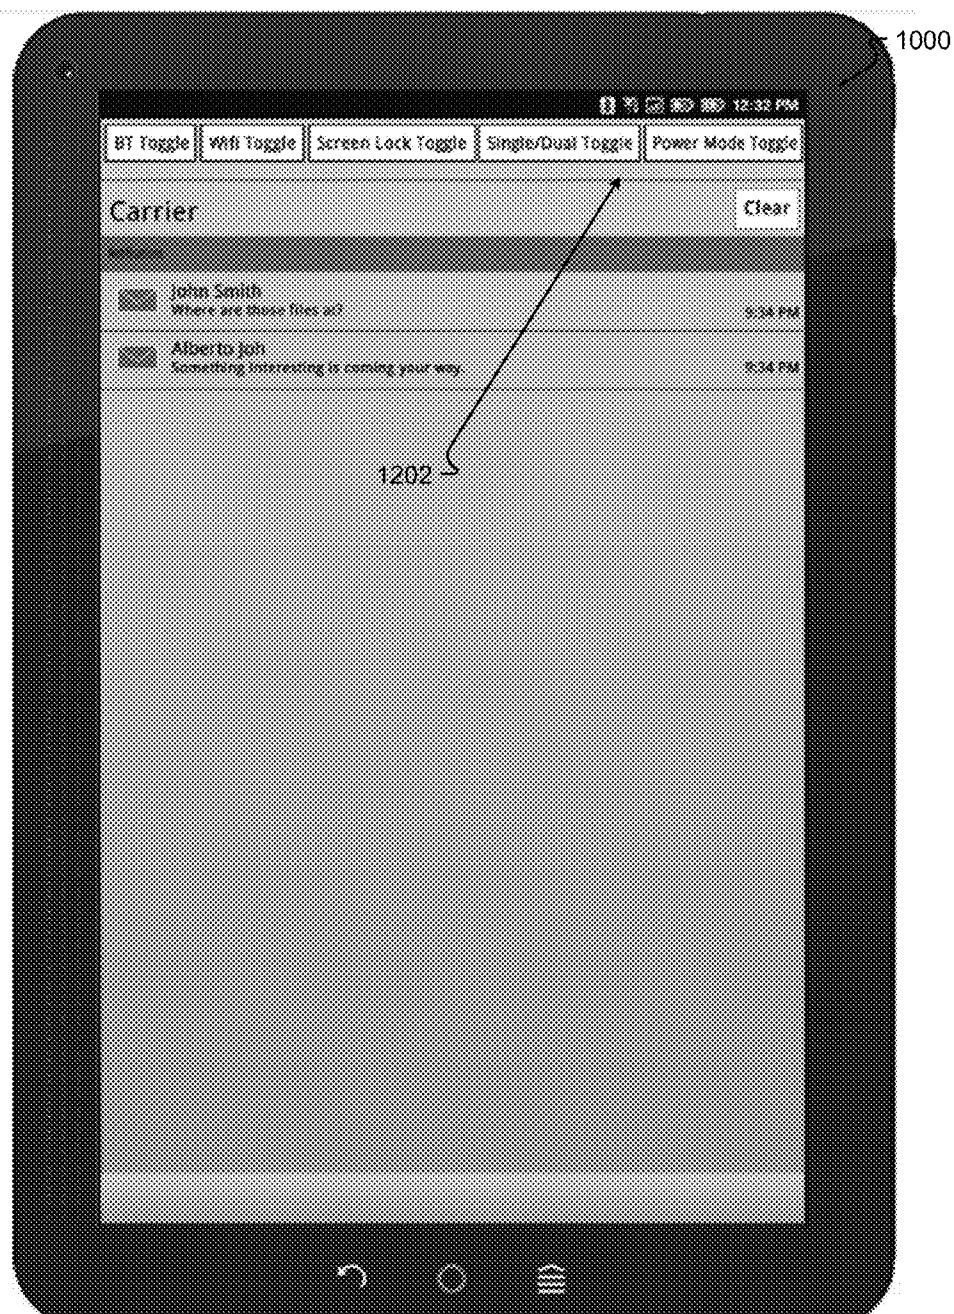 1000
12:32 PM
BT Toggle Wifi Toggle Screen Lock Toggle Single/Dual Toggle Power Mode Toggle
Carrier Clear
John Smith
Where are those files at?
9:34 PM
Alberto Joh
Something interesting is coming your way.
9:34 PM
1202